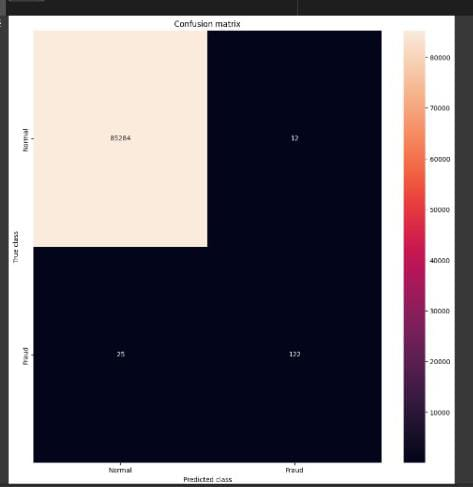 Confusion matrix
True class
Normal
85284
12
Fraud
25
122
Normal
Fraud
Predicted class
80000
70000
60000
50000
40000
30000
20000
10000